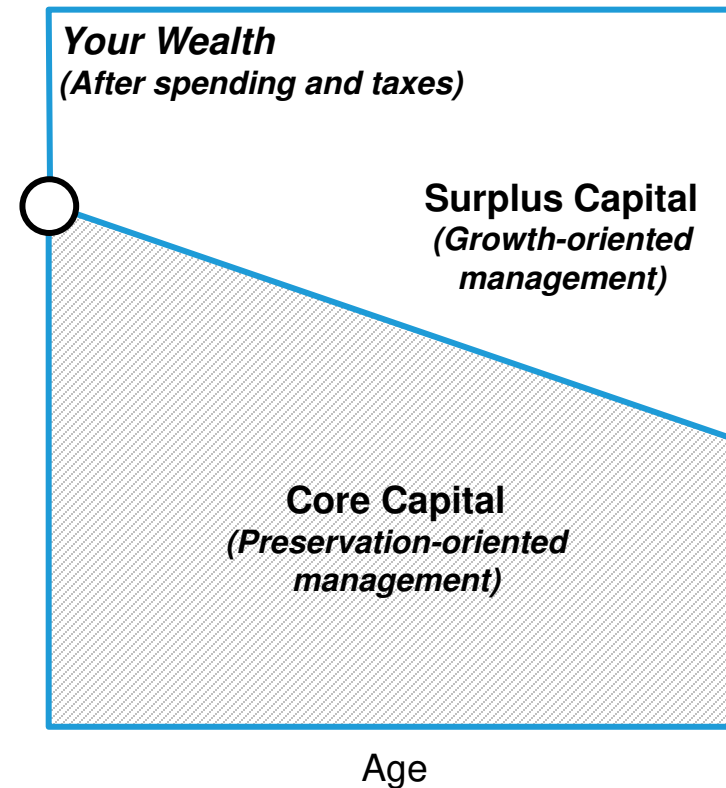 Your Wealth
(After spending and taxes)
Surplus Capital
(Growth-oriented
management)
Core Capital
(Preservation-oriented
management)
Age